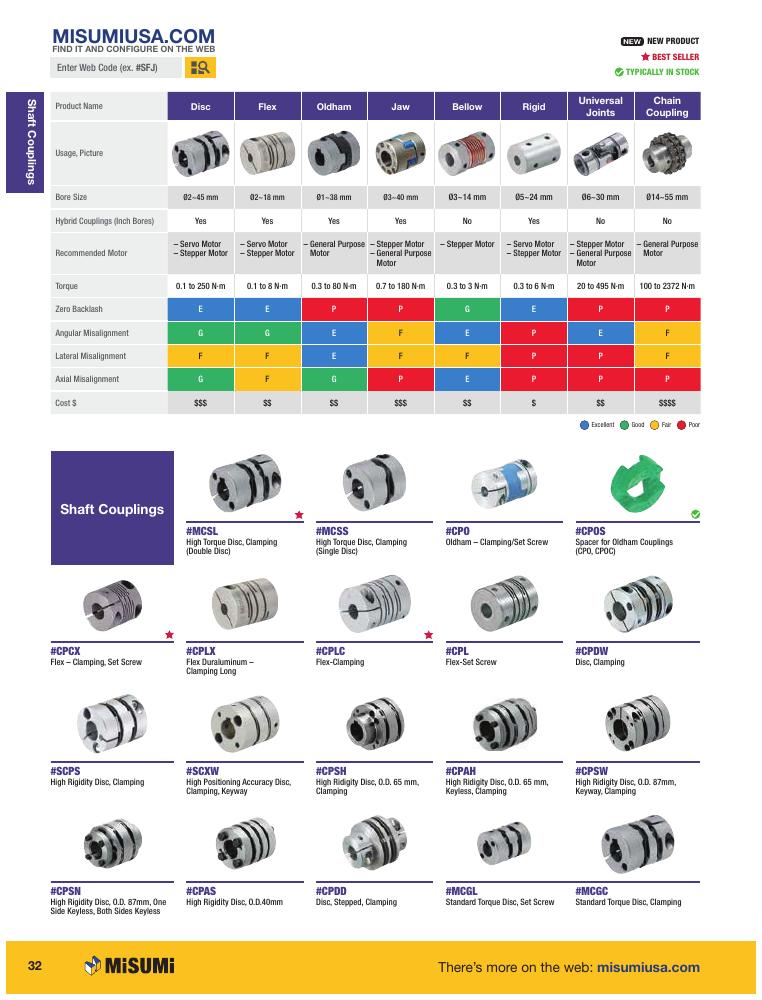 MISUMIUSA.COM
FIND IT AND CONFIGURE ON THE WEB
Enter Web Code (ex. #SFJ)
NEW NEW PRODUCT
BEST SELLER
TYPICALLY IN STOCK
Shaft Couplings
Product Name Disc Flex Oldham Jaw Bellow Rigid Universal Joints Chain Coupling
Usage, Picture
Bore Size Ø2~45 mm Ø2~18 mm Ø1~38 mm Ø3~40 mm Ø3~14 mm Ø5~24 mm Ø6~30 mm Ø14~55 mm
Hybrid Couplings (Inch Bores) Yes Yes Yes Yes No Yes No No
Recommended Motor – Servo Motor – Stepper Motor – Servo Motor – Stepper Motor – General Purpose Motor – Stepper Motor – General Purpose Motor – Stepper Motor – Servo Motor – Stepper Motor – Stepper Motor – General Purpose Motor – General Purpose Motor
Torque 0.1 to 250 N·m 0.1 to 8 N·m 0.3 to 80 N·m 0.7 to 180 N·m 0.3 to 3 N·m 0.3 to 6 N·m 20 to 495 N·m 100 to 2372 N·m
Zero Backlash E E P P G E P P
Angular Misalignment G G E F E P E F
Lateral Misalignment F F E F F P P F
Axial Misalignment G F G P E P P P
Cost $ $$$ $$ $$ $$$ $$ $ $$ $$$$
Excellent Good Fair Poor
Shaft Couplings
#MCSL
High Torque Disc, Clamping
(Double Disc)
#MCSS
High Torque Disc, Clamping
(Single Disc)
#CPO
Oldham – Clamping/Set Screw
#CPOS
Spacer for Oldham Couplings
(CPO, CPOC)
#CPCX
Flex – Clamping, Set Screw
#CPLX
Flex Duraluminum –
Clamping Long
#CPLC
Flex-Clamping
#CPL
Flex-Set Screw
#CPDW
Disc, Clamping
#SCPS
High Rigidity Disc, Clamping
#SCXW
High Positioning Accuracy Disc,
Clamping, Keyway
#CPSH
High Ridigity Disc, O.D. 65 mm,
Clamping
#CPAH
High Ridigity Disc, O.D. 65 mm,
Keyless, Clamping
#CPSW
High Ridigity Disc, O.D. 87mm,
Keyway, Clamping
#CPSN
High Rigidity Disc, O.D. 87mm, One
Side Keyless, Both Sides Keyless
#CPAS
High Rigidity Disc, O.D.40mm
#CPDD
Disc, Stepped, Clamping
#MCGL
Standard Torque Disc, Set Screw
#MCGC
Standard Torque Disc, Clamping
32
MiSUMi
There's more on the web: misumiusa.com